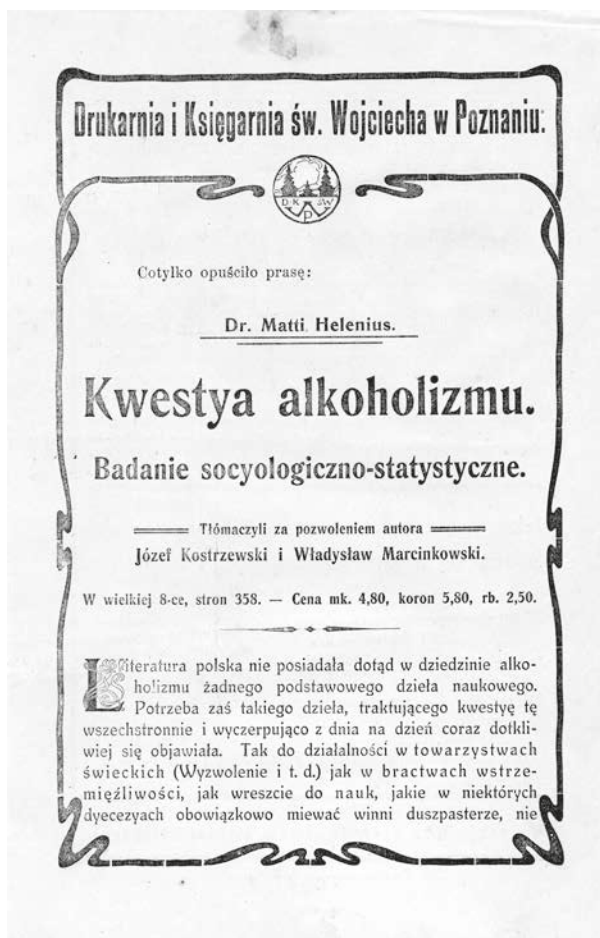 Drukarnia i Księgarnia św. Wojciecha w Poznaniu.
D K Ś W
P
Cotylko opuściło prasę:
Dr. Matti Helenius.
Kwestya alkoholizmu.
Badanie socyologiczno-statystyczne.
Tłómaczyli za pozwoleniem autora
Józef Kostrzewski i Władysław Marcinkowski.
W wielkiej 8-ce, stron 358. — Cena mk. 4,80, koron 5,80, rb. 2,50.
Literatura polska nie posiadała dotąd w dziedzinie alko-
holizmu żadnego podstawowego dzieła naukowego.
Potrzeba zaś takiego dzieła, traktującego kwestyę tę
wszechstronnie i wyczerpująco z dnia na dzień coraz dotkli-
wiej się objawiała. Tak do działalności w towarzystwach
świeckich (Wyzwolenie i t. d.) jak w bractwach wstrze-
mięźliwości, jak wreszcie do nauk, jakie w niektórych
dyecezyach obowiązkowo miewać winni duszpasterze, nie